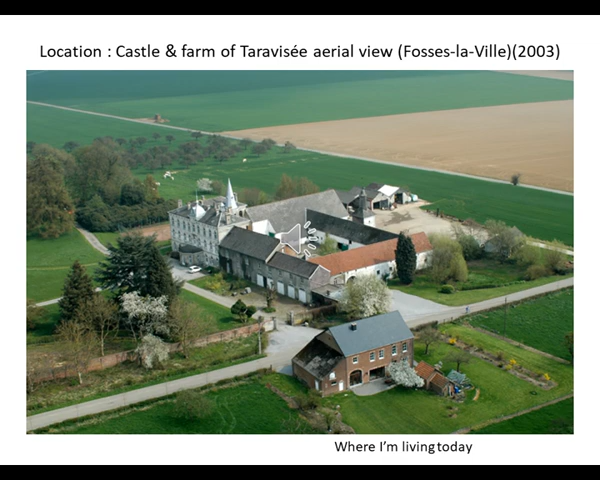 Location : Castle & farm of Taravisée aerial view (Fosses-la-Ville)(2003)
Where I'm living today